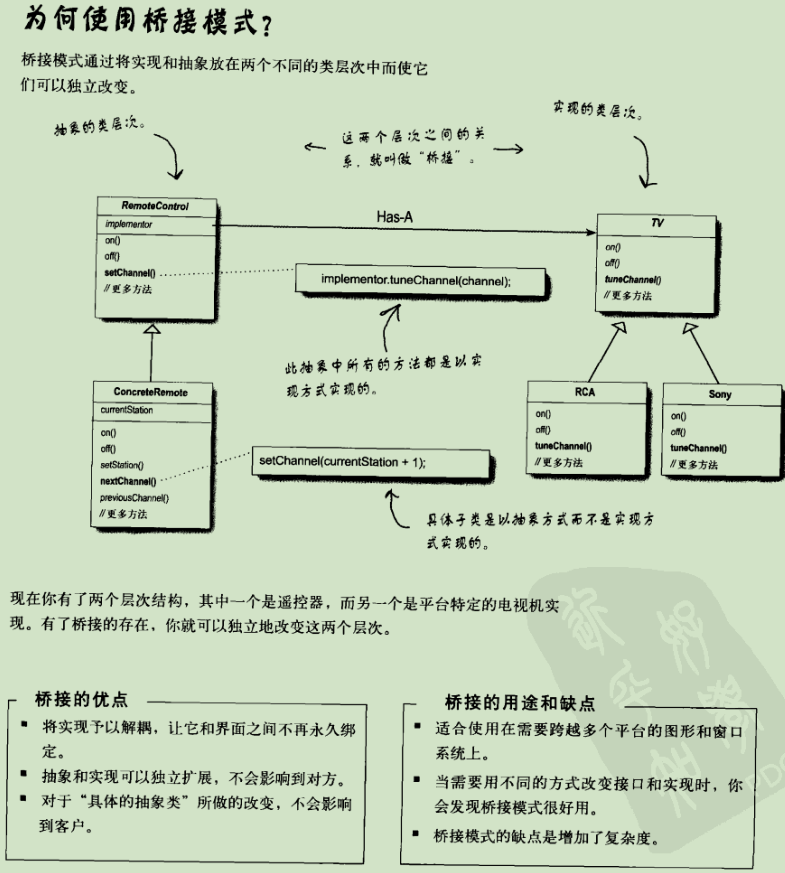 为何使用桥接模式?
桥接模式通过将实现和抽象放在两个不同的类层次中而使它
们可以独立改变。
抽象的类层次。
这两个层次之间的关
系,就叫做“桥接”。
实现的类层次。
RemoteControl
implementor
on()
off()
setChannel()
//更多方法
Has-A
TV
on()
off()
tuneChannel()
//更多方法
implementor.tuneChannel(channel);
此抽象中所有的方法都是以实
现方式实现的。
ConcreteRemote
currentStation
on()
off()
setStation()
nextChannel()
previousChannel()
//更多方法
setChannel(currentStation + 1);
RCA
on()
off()
tuneChannel()
//更多方法
Sony
on()
off()
tuneChannel()
//更多方法
具体子类是以抽象方式而不是实现方
式实现的。
现在你有了两个层次结构,其中一个是遥控器,而另一个是平台特定的电视机实
现。有了桥接的存在,你就可以独立地改变这两个层次。
桥接的优点
■ 将实现予以解耦,让它和界面之间不再永久绑
定。
■ 抽象和实现可以独立扩展,不会影响到对方。
■ 对于“具体的抽象类”所做的改变,不会影响
到客户。
桥接的用途和缺点
■ 适合使用在需要跨越多个平台的图形和窗口
系统上。
■ 当需要用不同的方式改变接口和实现时,你
会发现桥接模式很好用。
■ 桥接模式的缺点是增加了复杂度。